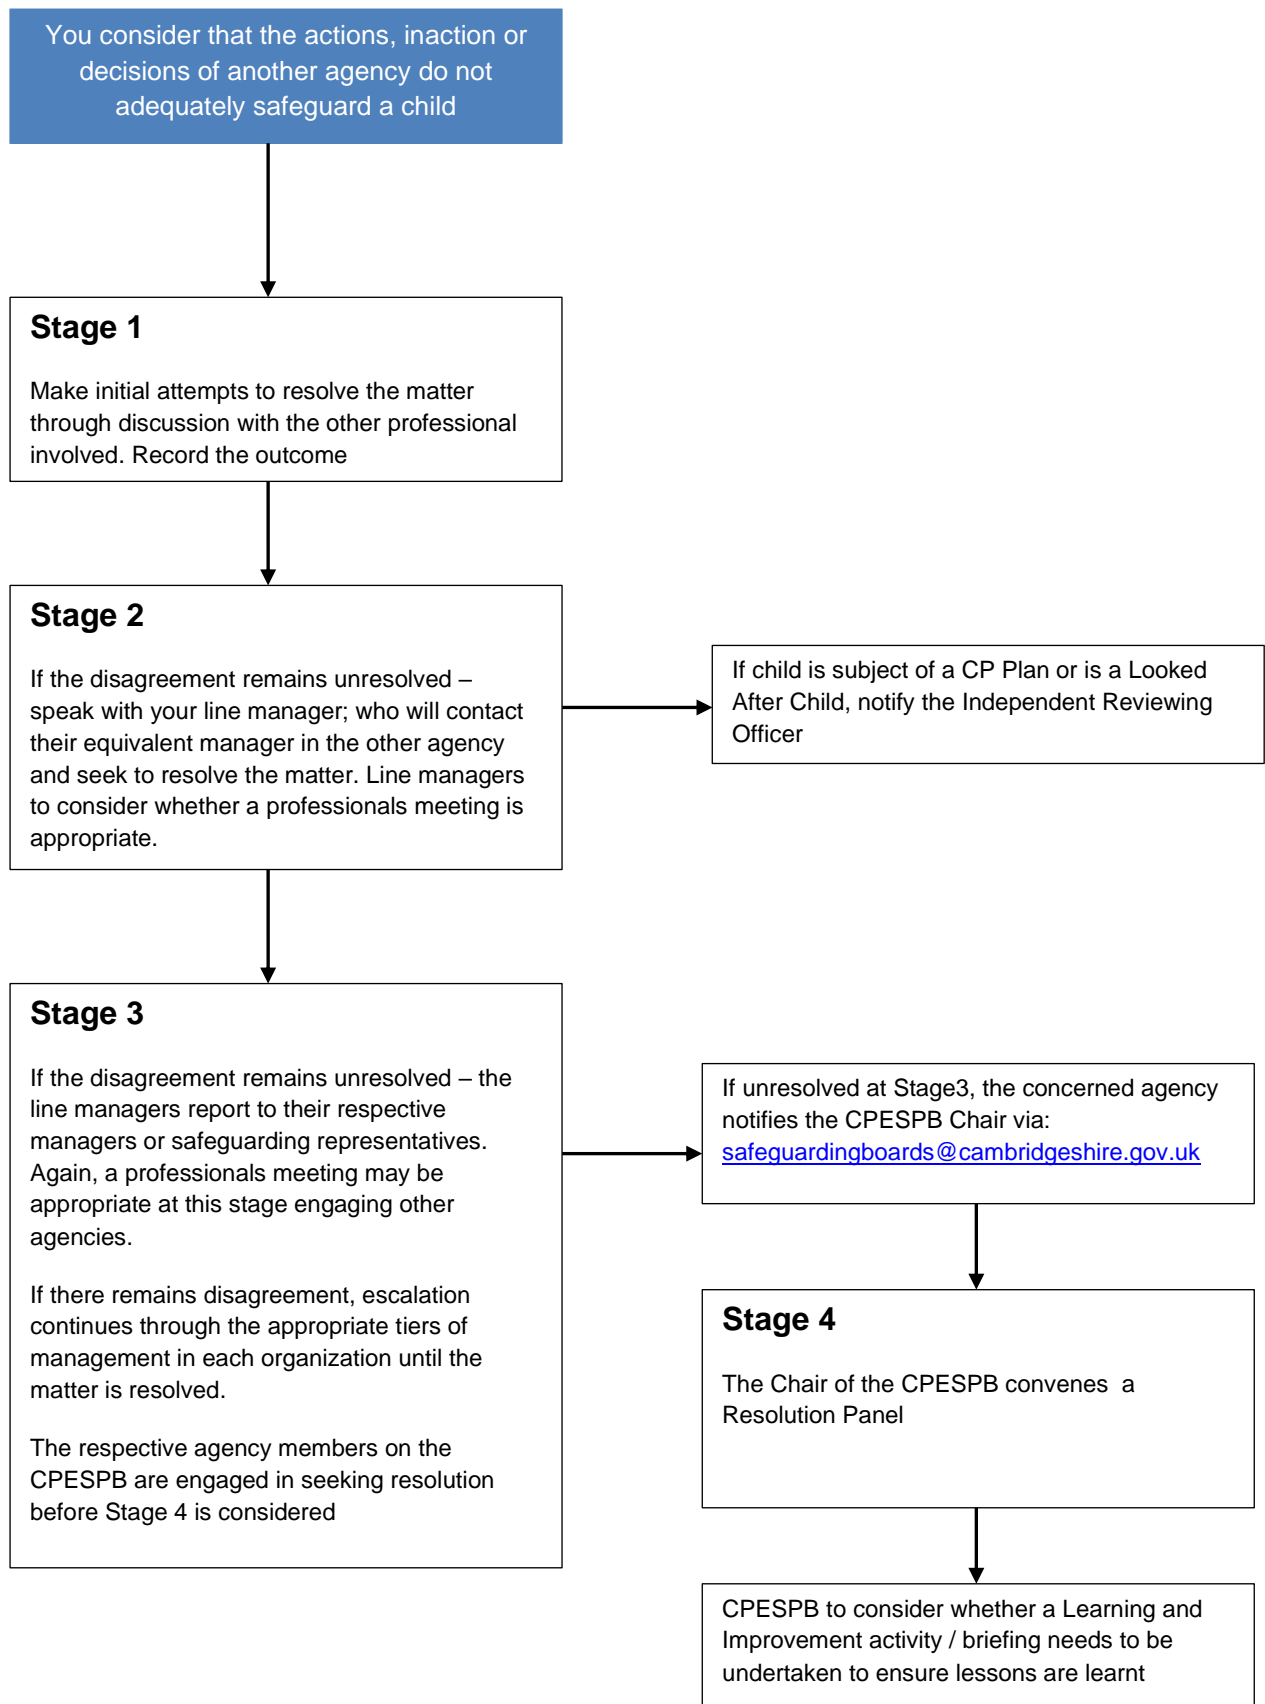 You consider that the actions, inaction or
decisions of another agency do not
adequately safeguard a child
Stage 1
Make initial attempts to resolve the matter
through discussion with the other professional
involved. Record the outcome
Stage 2
If the disagreement remains unresolved –
speak with your line manager; who will contact
their equivalent manager in the other agency
and seek to resolve the matter. Line managers
to consider whether a professionals meeting is
appropriate.
If child is subject of a CP Plan or is a Looked
After Child, notify the Independent Reviewing
Officer
Stage 3
If the disagreement remains unresolved – the
line managers report to their respective
managers or safeguarding representatives.
Again, a professionals meeting may be
appropriate at this stage engaging other
agencies.
If there remains disagreement, escalation
continues through the appropriate tiers of
management in each organization until the
matter is resolved.
The respective agency members on the
CPESPB are engaged in seeking resolution
before Stage 4 is considered
If unresolved at Stage3, the concerned agency
notifies the CPESPB Chair via:
safeguardingboards@cambridgeshire.gov.uk
Stage 4
The Chair of the CPESPB convenes  a
Resolution Panel
CPESPB to consider whether a Learning and
Improvement activity / briefing needs to be
undertaken to ensure lessons are learnt